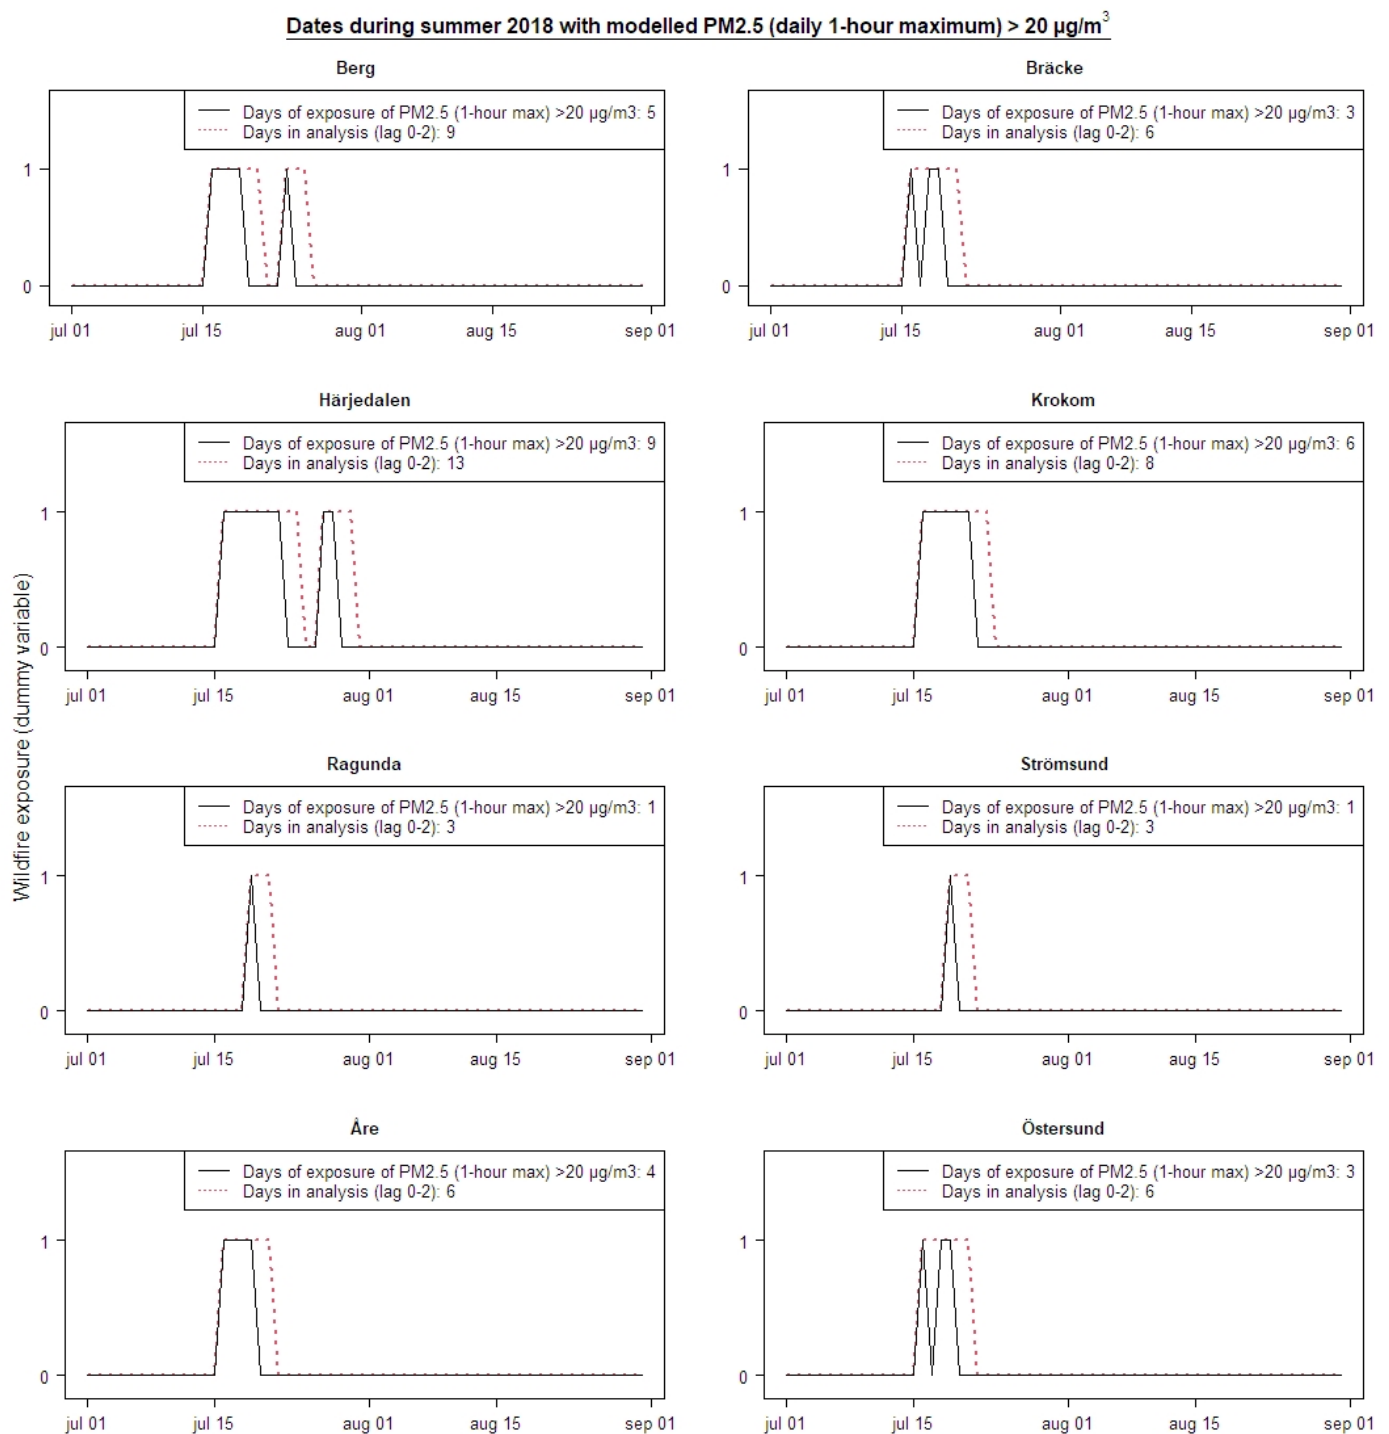 Dates during summer 2018 with modelled PM2.5 (daily 1-hour maximum) > 20 µg/m³
Berg
Days of exposure of PM2.5 (1-hour max) >20 µg/m3: 5
Days in analysis (lag 0-2): 9
1
0
jul 01 jul 15 aug 01 aug 15 sep 01
Bräcke
Days of exposure of PM2.5 (1-hour max) >20 µg/m3: 3
Days in analysis (lag 0-2): 6
1
0
jul 01 jul 15 aug 01 aug 15 sep 01
Wildfire exposure (dummy variable)
Härjedalen
Days of exposure of PM2.5 (1-hour max) >20 µg/m3: 9
Days in analysis (lag 0-2): 13
1
0
jul 01 jul 15 aug 01 aug 15 sep 01
Krokom
Days of exposure of PM2.5 (1-hour max) >20 µg/m3: 6
Days in analysis (lag 0-2): 8
1
0
jul 01 jul 15 aug 01 aug 15 sep 01
Ragunda
Days of exposure of PM2.5 (1-hour max) >20 µg/m3: 1
Days in analysis (lag 0-2): 3
1
0
jul 01 jul 15 aug 01 aug 15 sep 01
Strömsund
Days of exposure of PM2.5 (1-hour max) >20 µg/m3: 1
Days in analysis (lag 0-2): 3
1
0
jul 01 jul 15 aug 01 aug 15 sep 01
Åre
Days of exposure of PM2.5 (1-hour max) >20 µg/m3: 4
Days in analysis (lag 0-2): 6
1
0
jul 01 jul 15 aug 01 aug 15 sep 01
Östersund
Days of exposure of PM2.5 (1-hour max) >20 µg/m3: 3
Days in analysis (lag 0-2): 6
1
0
jul 01 jul 15 aug 01 aug 15 sep 01